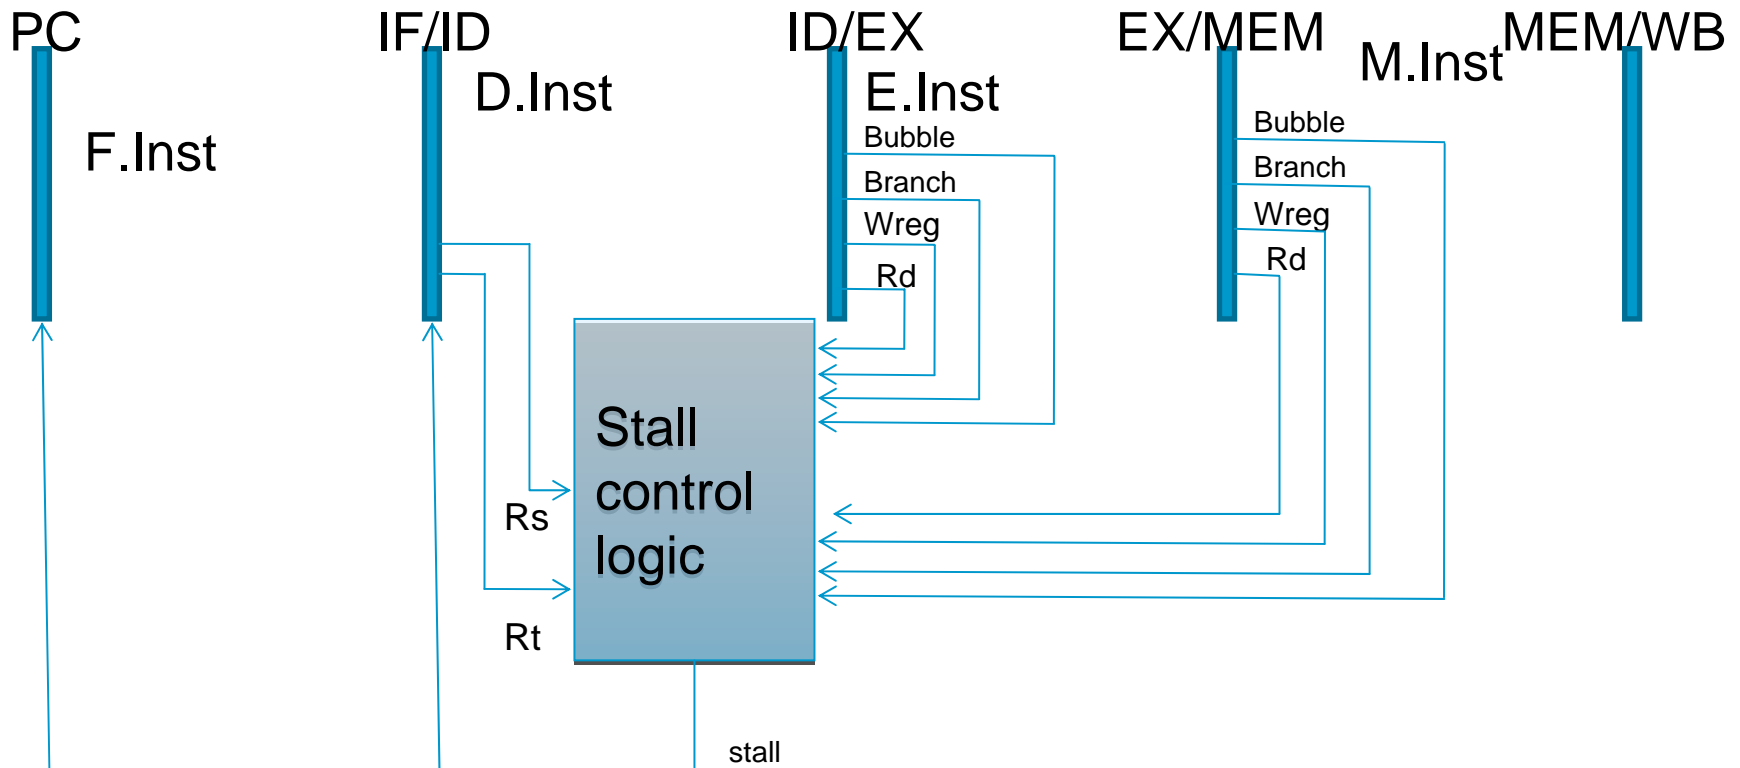 PC
IF/ID
ID/EX
EX/MEM
MEM/WB
F.Inst
D.Inst
E.Inst
M.Inst
Bubble
Branch
Wreg
Rd
Bubble
Branch
Wreg
Rd
Stall
control
logic
Rs
Rt
stall